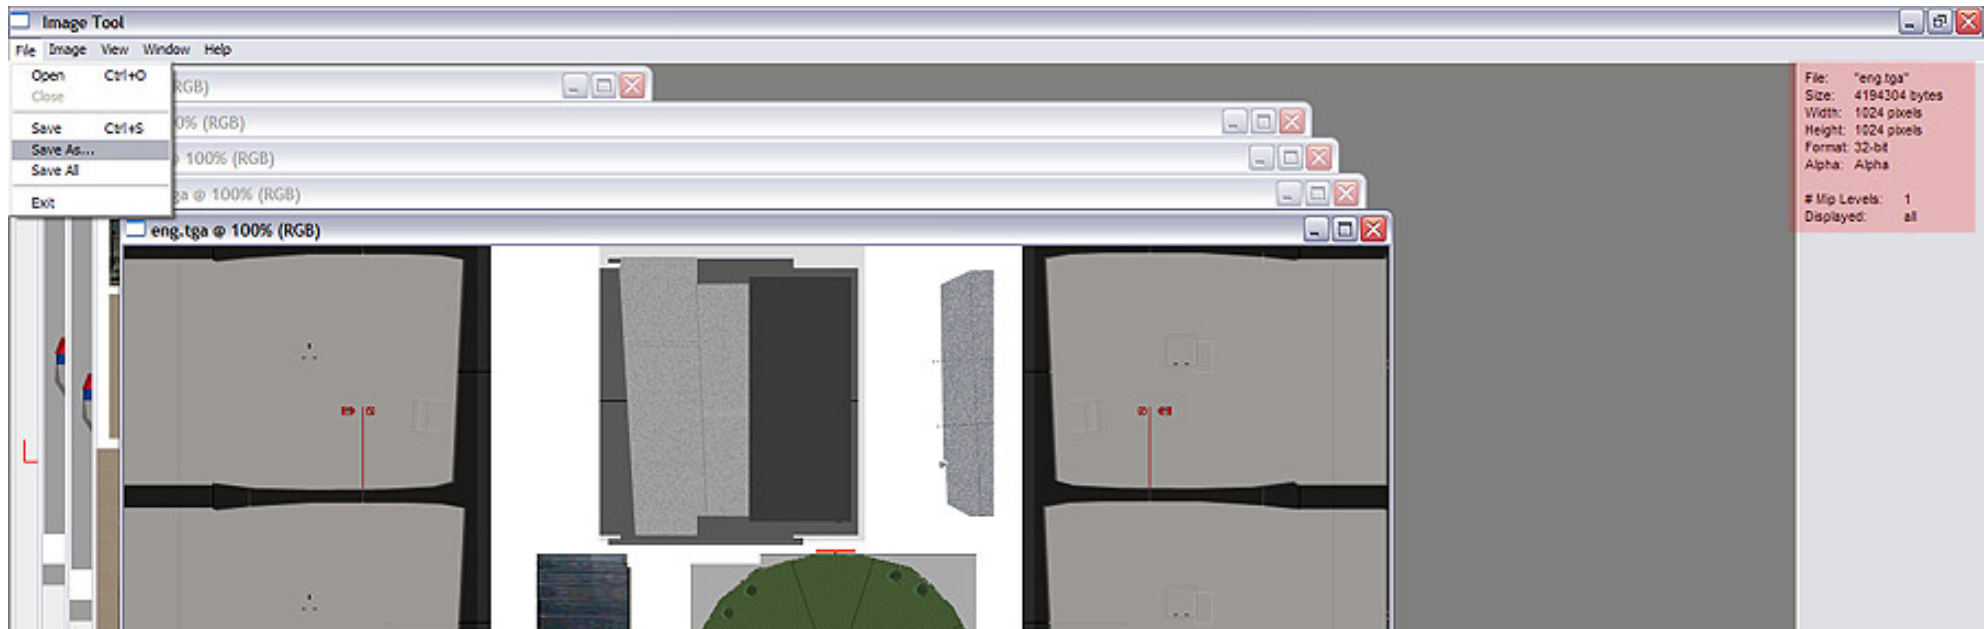 Image Tool
File Image View Window Help
Open Ctrl+O
Close
Save Ctrl+S
Save As...
Save All
Exit
RGB)
0% (RGB)
@ 100% (RGB)
ga @ 100% (RGB)
eng.tga @ 100% (RGB)
File: "eng.tga"
Size: 4194304 bytes
Width: 1024 pixels
Height: 1024 pixels
Format: 32-bit
Alpha: Alpha
# Mip Levels: 1
Displayed: all